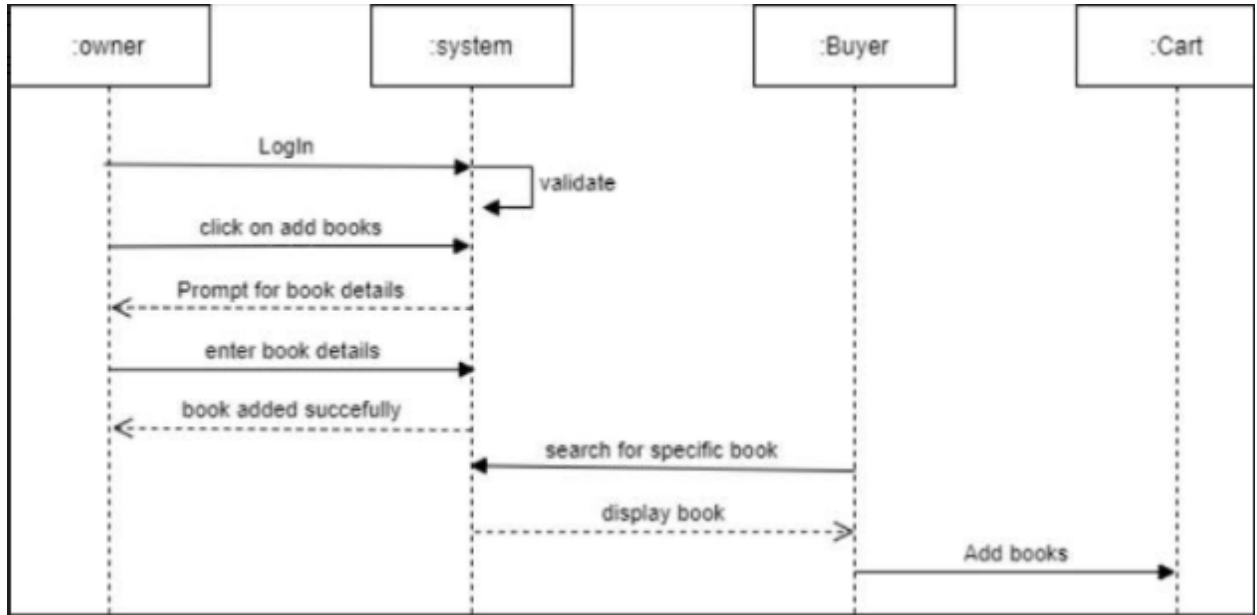 :owner
:system
:Buyer
:Cart
LogIn
validate
click on add books
Prompt for book details
enter book details
book added succefully
search for specific book
display book
Add books